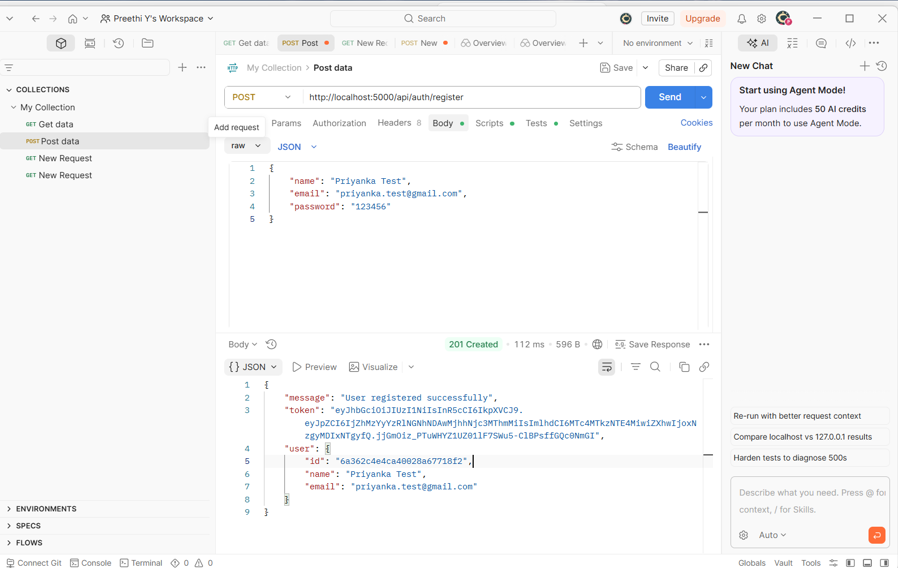 Preethi Y's Workspace
Search
Invite
Upgrade
GET Get data
POST Post
GET New Re
POST New
Overview
Overview
No environment
AI
COLLECTIONS
My Collection
GET Get data
POST Post data
GET New Request
GET New Request
ENVIRONMENTS
SPECS
FLOWS
HTTP My Collection > Post data
Save
Share
POST http://localhost:5000/api/auth/register
Send
Add request
Params Authorization Headers 8 Body Scripts Tests Settings
Cookies
raw JSON
Schema Beautify
1 {
2 "name": "Priyanka Test",
3 "email": "priyanka.test@gmail.com",
4 "password": "123456"
5 }
Body 201 Created • 112 ms • 596 B Save Response
{} JSON Preview Visualize
1 {
2 "message": "User registered successfully",
3 "token": "eyJhbGciOiJIUzI1NiIsInR5cCI6IkpXVCJ9.
eyJpZCI6IjZhMzYyYzRlNGNhNDAwMjhhNjc3MThmMiIsImlhdCI6MTc4MTkzNTE4MiwiZXhwIjoxN
zgyMDIxNTgyfQ.jjGmOiz_PTuWHYZ1UZ01lF7SWu5-ClBPsffGQc0NmGI",
4 "user": {
5 "id": "6a362c4e4ca40028a67718f2",
6 "name": "Priyanka Test",
7 "email": "priyanka.test@gmail.com"
8 }
9 }
New Chat
Start using Agent Mode!
Your plan includes 50 AI credits
per month to use Agent Mode.
Re-run with better request context
Compare localhost vs 127.0.0.1 results
Harden tests to diagnose 500s
Describe what you need. Press @ for
context, / for Skills.
Auto
Connect Git Console Terminal 0 0
Globals Vault Tools